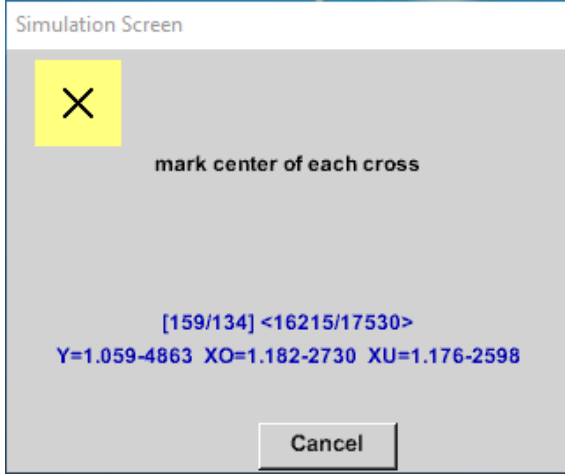 Simulation Screen
mark center of each cross
[159/134] <16215/17530>
Y=1.059-4863 XO=1.182-2730 XU=1.176-2598
Cancel